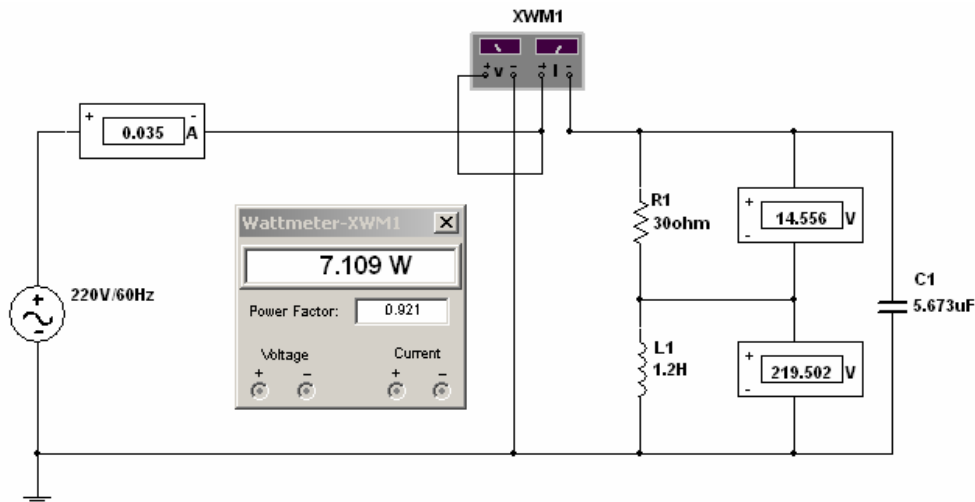 XWM1
+ V - + I -
+ 0.035 - A
R1
30ohm
+ 14.556 V
-
Wattmeter-XWM1 X
7.109 W
Power Factor: 0.921
Voltage Current
+ - + -
220V/60Hz
+
-
C1
5.673uF
L1
1.2H
+ 219.502 V
-